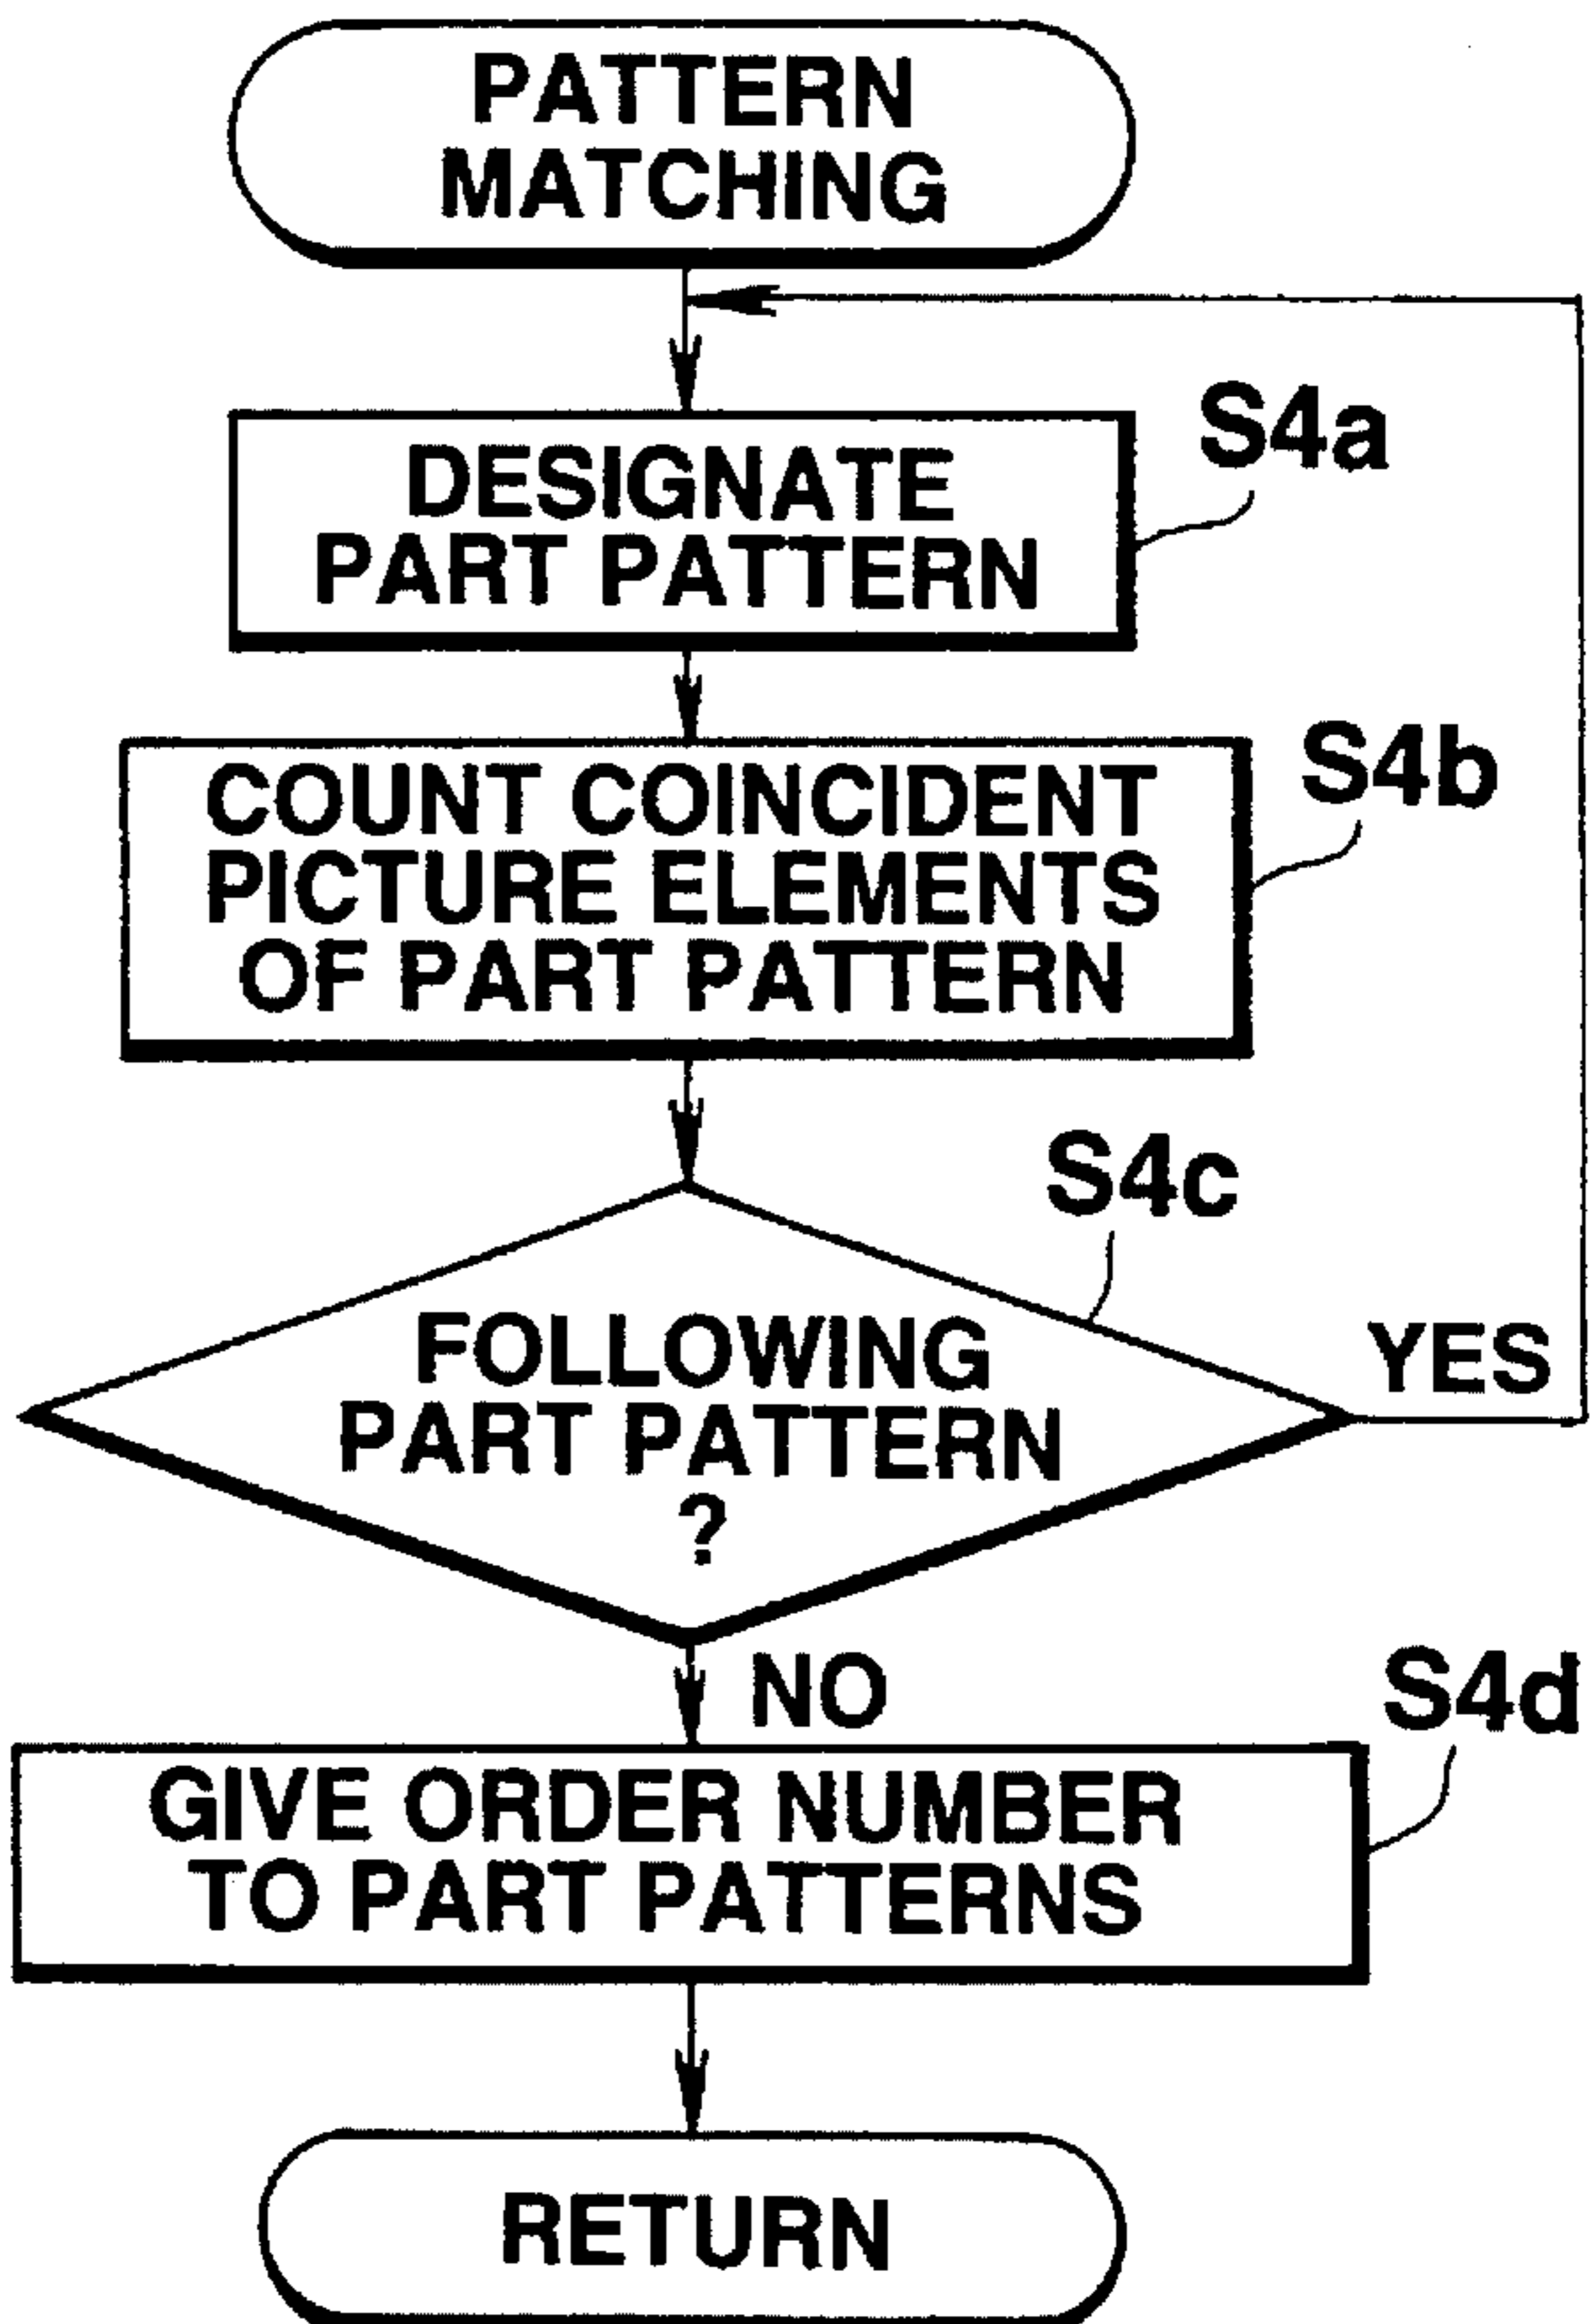 PATTERN
MATCHING
S4a
DESIGNATE
PART PATTERN
S4b
COUNT COINCIDENT
PICTURE ELEMENTS
OF PART PATTERN
S4c
FOLLOWING
PART PATTERN
?
YES
NO
S4d
GIVE ORDER NUMBER
TO PART PATTERNS
RETURN